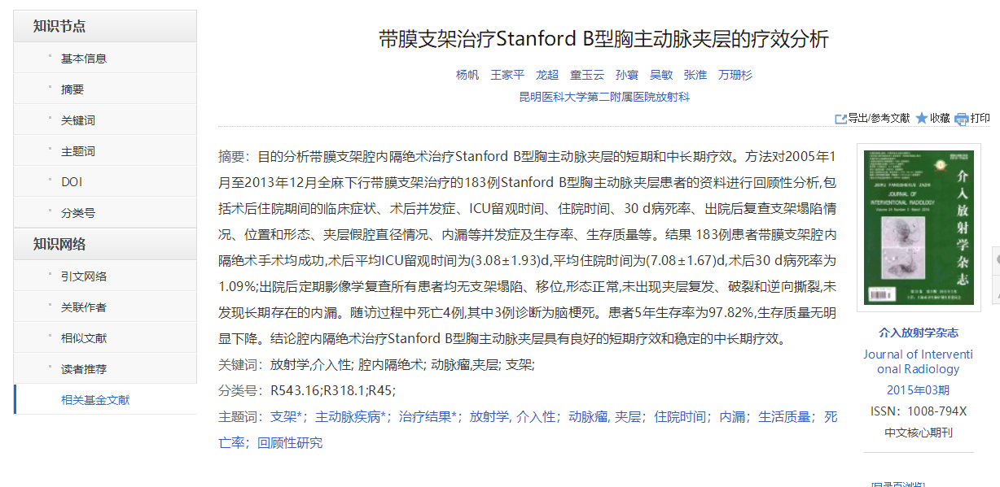 知识节点
基本信息
摘要
关键词
主题词
DOI
分类号
知识网络
引文网络
关联作者
相似文献
读者推荐
相关基金文献
带膜支架治疗Stanford B型胸主动脉夹层的疗效分析
杨帆 王家平 龙超 童玉云 孙寰 吴敏 张淮 万珊杉
昆明医科大学第二附属医院放射科
导出/参考文献 收藏 打印
摘要：目的分析带膜支架腔内隔绝术治疗Stanford B型胸主动脉夹层的短期和中长期疗效。方法对2005年1
月至2013年12月全麻下行带膜支架治疗的183例Stanford B型胸主动脉夹层患者的资料进行回顾性分析,包
括术后住院期间的临床症状、术后并发症、ICU留观时间、住院时间、30 d病死率、出院后复查支架塌陷情
况、位置和形态、夹层假腔直径情况、内漏等并发症及生存率、生存质量等。结果 183例患者带膜支架腔内
隔绝术手术均成功,术后平均ICU留观时间为(3.08±1.93)d,平均住院时间为(7.08±1.67)d,术后30 d病死率为
1.09%;出院后定期影像学复查所有患者均无支架塌陷、移位,形态正常,未出现夹层复发、破裂和逆向撕裂,未
发现长期存在的内漏。随访过程中死亡4例,其中3例诊断为脑梗死。患者5年生存率为97.82%,生存质量无明
显下降。结论腔内隔绝术治疗Stanford B型胸主动脉夹层具有良好的短期疗效和稳定的中长期疗效。
关键词：放射学,介入性; 腔内隔绝术; 动脉瘤,夹层; 支架;
分类号：R543.16;R318.1;R45;
主题词：支架*；主动脉疾病*；治疗结果*；放射学, 介入性；动脉瘤, 夹层；住院时间；内漏；生活质量；死
亡率；回顾性研究
介入放射学杂志
JIERU FANGSHEXUE ZAZHI
JOURNAL OF
INTERVENTIONAL RADIOLOGY
介入放射学杂志
Journal of Interventi
onal Radiology
2015年03期
ISSN：1008-794X
中文核心期刊
[目录页浏览]